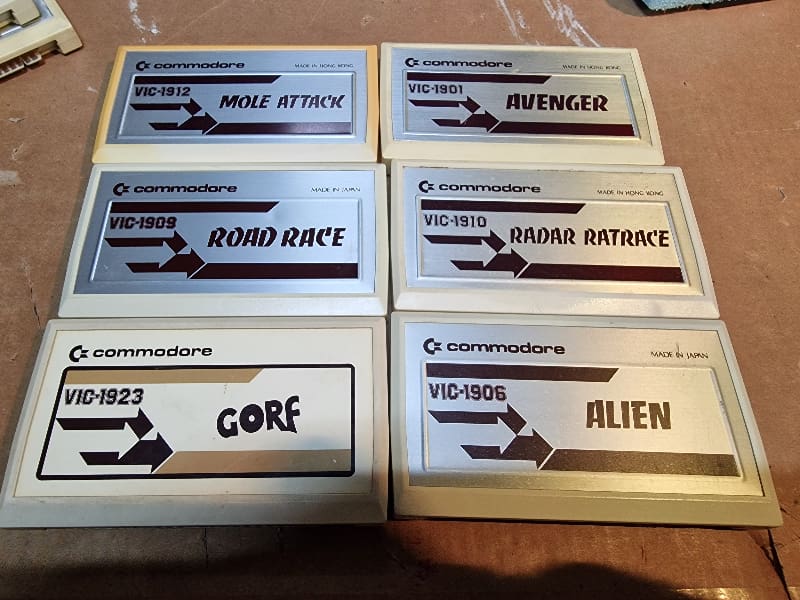 commodore MADE IN HONG KONG
VIC-1912
MOLE ATTACK
commodore MADE IN HONG KONG
VIC-1901
AVENGER
commodore MADE IN JAPAN
VIC-1909
ROAD RACE
commodore MADE IN HONG KONG
VIC-1910
RADAR RATRACE
commodore
VIC-1923
GORF
commodore MADE IN JAPAN
VIC-1906
ALIEN